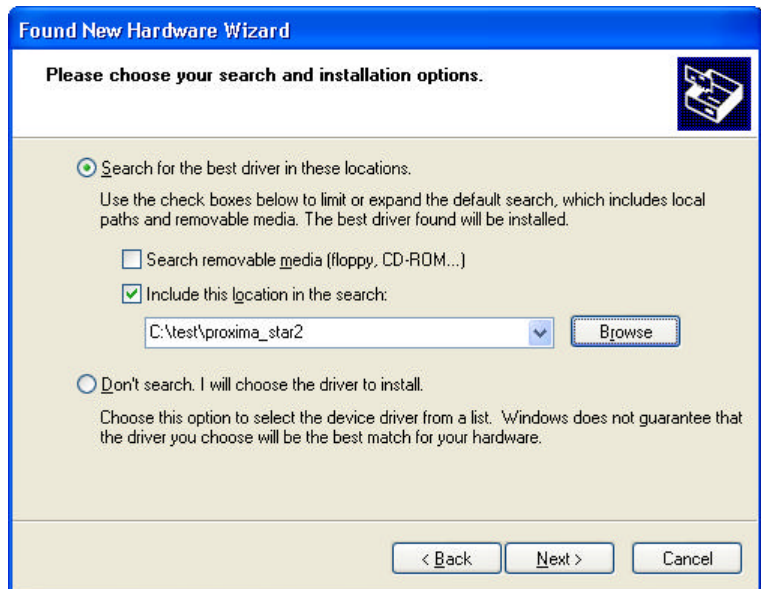 Found New Hardware Wizard
Please choose your search and installation options.
Search for the best driver in these locations.
Use the check boxes below to limit or expand the default search, which includes local
paths and removable media. The best driver found will be installed.
Search removable media (floppy, CD-ROM...)
Include this location in the search:
C:\test\proxima_star2
Browse
Don't search. I will choose the driver to install.
Choose this option to select the device driver from a list. Windows does not guarantee that
the driver you choose will be the best match for your hardware.
< Back
Next >
Cancel